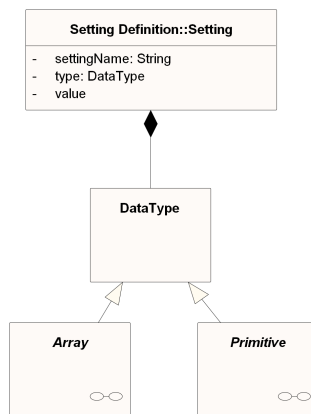 Setting Definition::Setting
- settingName: String
- type: DataType
- value
DataType
Array
Primitive